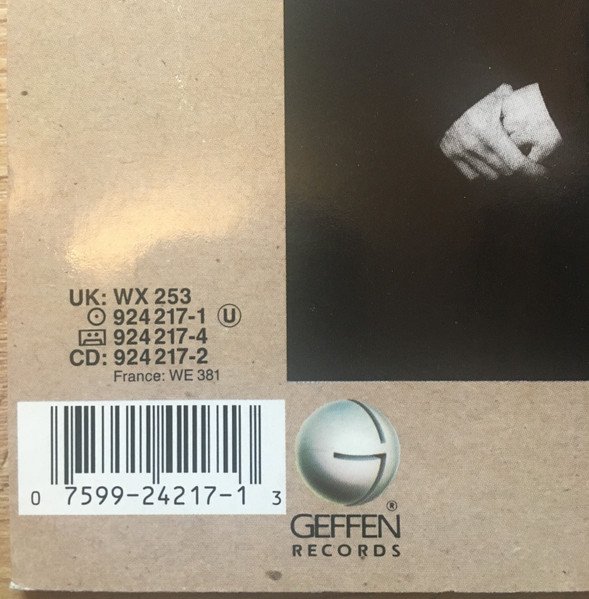 UK: WX 253
924 217-1 U
924 217-4
CD: 924 217-2
France: WE 381
0 7599-24217-1 3
G
®
GEFFEN
RECORDS